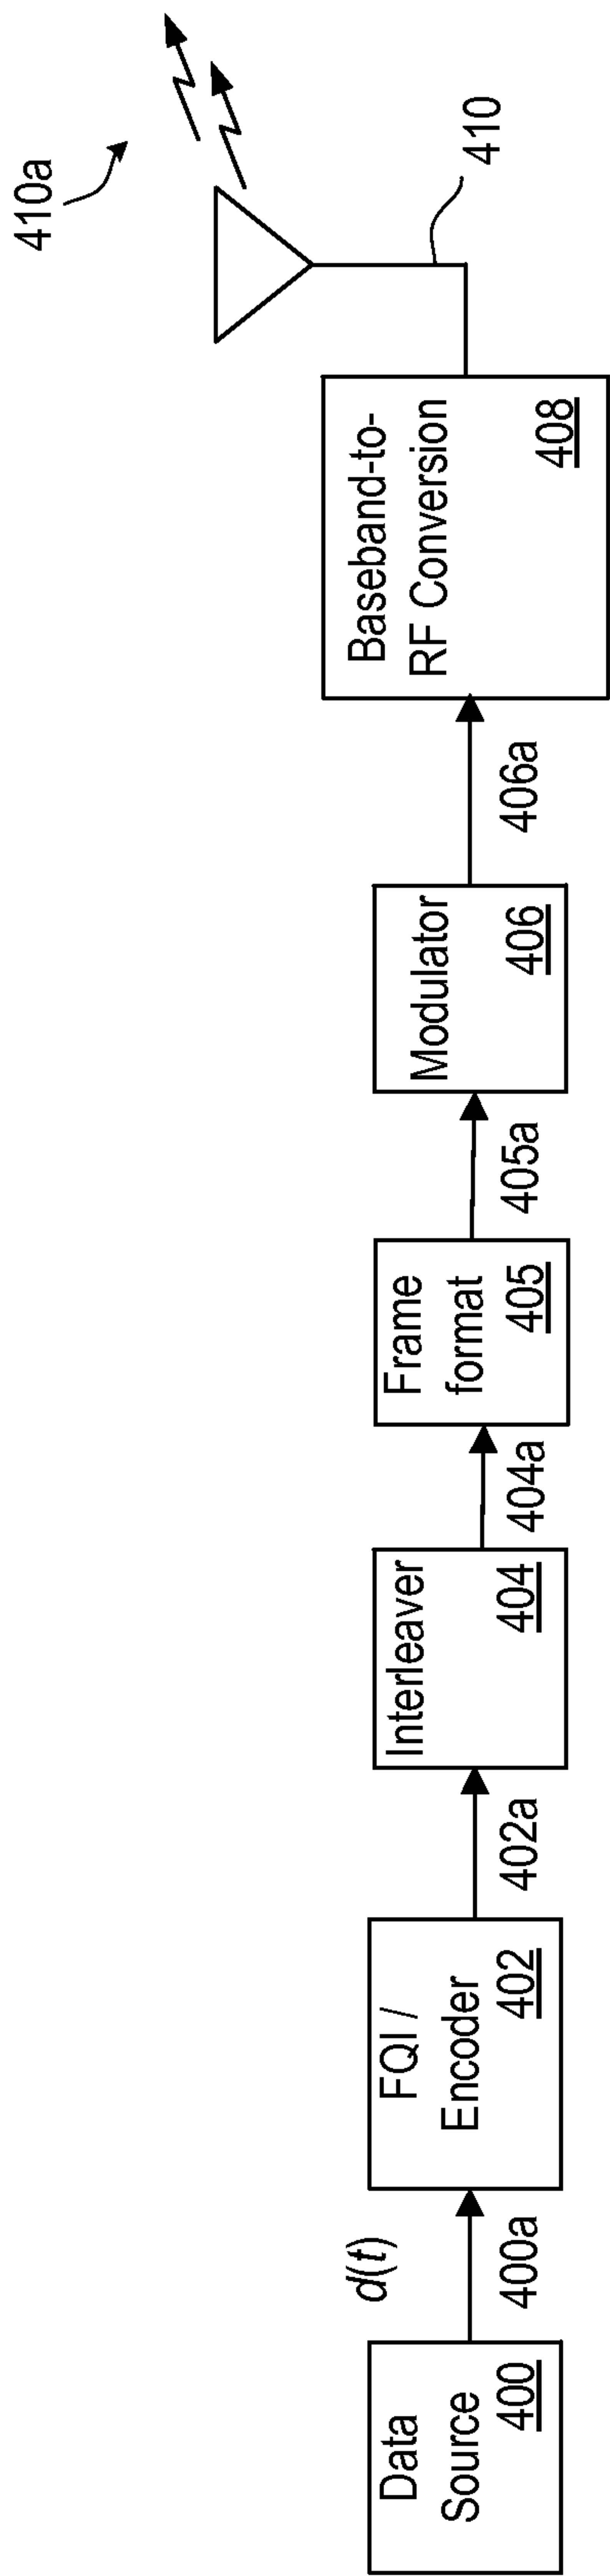 Data
Source
400
d(t)
400a
FQI /
Encoder
402
402a
Interleaver
404
404a
Frame
format
405
405a
Modulator
406
406a
Baseband-to-
RF Conversion
408
410
410a